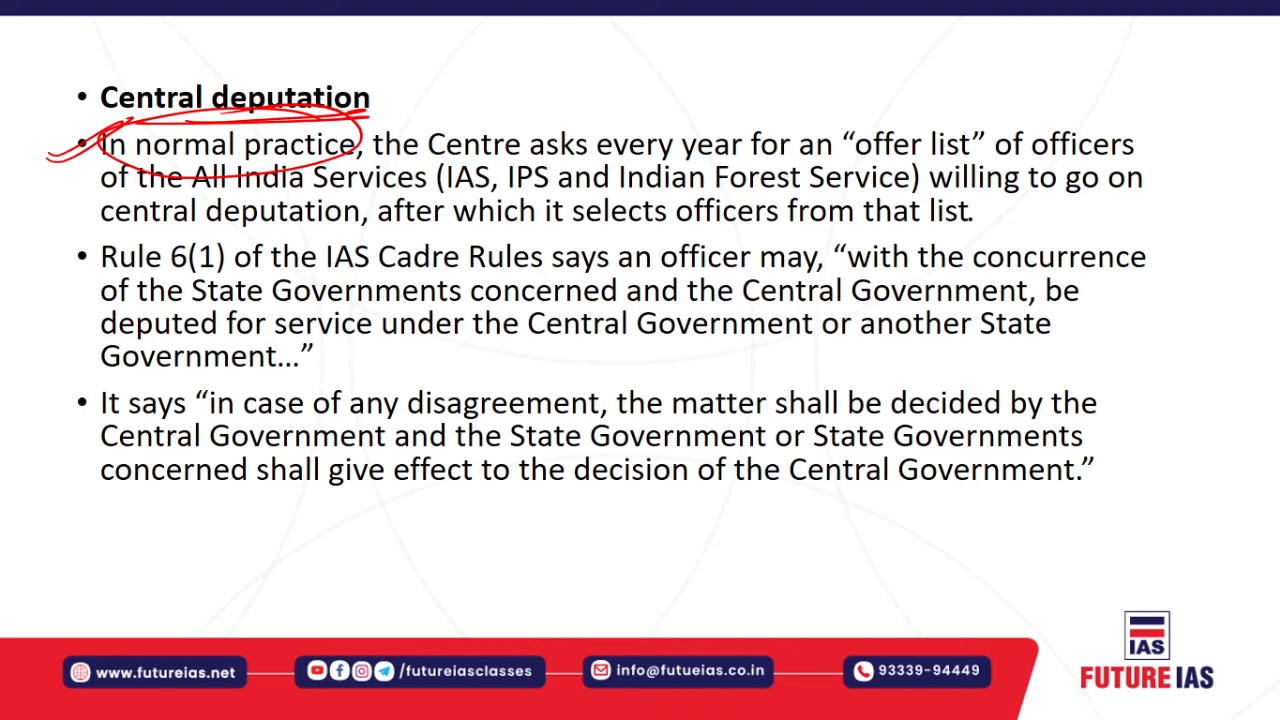 • Central deputation
• In normal practice, the Centre asks every year for an “offer list” of officers
of the All India Services (IAS, IPS and Indian Forest Service) willing to go on
central deputation, after which it selects officers from that list.
• Rule 6(1) of the IAS Cadre Rules says an officer may, “with the concurrence
of the State Governments concerned and the Central Government, be
deputed for service under the Central Government or another State
Government...”
• It says “in case of any disagreement, the matter shall be decided by the
Central Government and the State Government or State Governments
concerned shall give effect to the decision of the Central Government.”
IAS
FUTURE IAS
www.futureias.net
/futureiasclasses
info@futueias.co.in
93339-94449